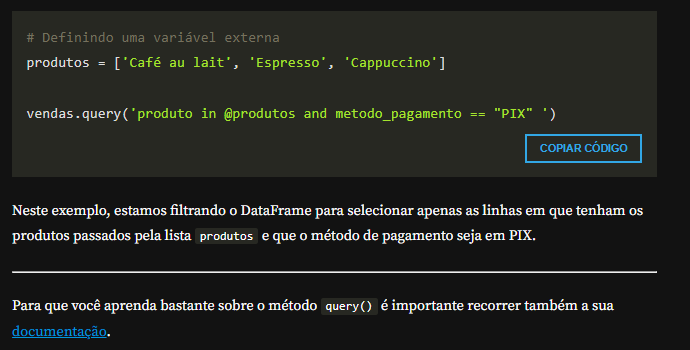 # Definindo uma variável externa
produtos = ['Café au lait', 'Espresso', 'Cappuccino']
vendas.query('produto in @produtos and metodo_pagamento == "PIX" ')
COPIAR CÓDIGO
Neste exemplo, estamos filtrando o DataFrame para selecionar apenas as linhas em que tenham os
produtos passados pela lista produtos e que o método de pagamento seja em PIX.
Para que você aprenda bastante sobre o método query() é importante recorrer também a sua
documentação.